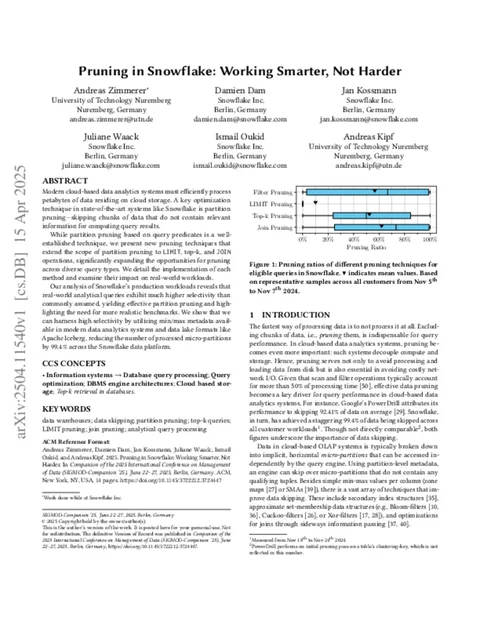 Pruning in Snowflake: Working Smarter, Not Harder
Andreas Zimmerer*
University of Technology Nuremberg
Nuremberg, Germany
andreas.zimmerer@utn.de
Damien Dam
Snowflake Inc.
Berlin, Germany
damien.dam@snowflake.com
Jan Kossmann
Snowflake Inc.
Berlin, Germany
jan.kossmann@snowflake.com
Juliane Waack
Snowflake Inc.
Berlin, Germany
juliane.waack@snowflake.com
Ismail Oukid
Snowflake Inc.
Berlin, Germany
ismail.oukid@snowflake.com
Andreas Kipf
University of Technology Nuremberg
Nuremberg, Germany
andreas.kipf@utn.de
arXiv:2504.11540v1 [cs.DB] 15 Apr 2025
ABSTRACT
Modern cloud-based data analytics systems must efficiently process
petabytes of data residing on cloud storage. A key optimization
technique in state-of-the-art systems like Snowflake is partition
pruning—skipping chunks of data that do not contain relevant
information for computing query results.
While partition pruning based on query predicates is a well-
established technique, we present new pruning techniques that
extend the scope of partition pruning to LIMIT, top-k, and JOIN
operations, significantly expanding the opportunities for pruning
across diverse query types. We detail the implementation of each
method and examine their impact on real-world workloads.
Our analysis of Snowflake's production workloads reveals that
real-world analytical queries exhibit much higher selectivity than
commonly assumed, yielding effective partition pruning and high-
lighting the need for more realistic benchmarks. We show that we
can harness high selectivity by utilizing min/max metadata avail-
able in modern data analytics systems and data lake formats like
Apache Iceberg, reducing the number of processed micro-partitions
by 99.4% across the Snowflake data platform.
CCS CONCEPTS
• Information systems → Database query processing; Query
optimization; DBMS engine architectures; Cloud based stor-
age; Top-k retrieval in databases.
KEY WORDS
data warehouses; data skipping; partition pruning; top-k queries;
LIMIT pruning; join pruning; analytical query processing
ACM Reference Format:
Andreas Zimmerer, Damien Dam, Jan Kossmann, Juliane Waack, Ismail
Oukid, and Andreas Kipf. 2025. Pruning in Snowflake: Working Smarter, Not
Harder. In Companion of the 2025 International Conference on Management
of Data (SIGMOD-Companion '25), June 22–27, 2025, Berlin, Germany. ACM,
New York, NY, USA, 14 pages. https://doi.org/10.1145/3722212.3724447
*Work done while at Snowflake Inc.
SIGMOD-Companion '25, June 22–27, 2025, Berlin, Germany
© 2025 Copyright held by the owner/author(s).
This is the author's version of the work. It is posted here for your personal use. Not
for redistribution. The definitive Version of Record was published in Companion of the
2025 International Conference on Management of Data (SIGMOD-Companion '25), June
22–27, 2025, Berlin, Germany, https://doi.org/10.1145/3722212.3724447.
Filter Pruning
LIMIT Pruning
Top-k Pruning
Join Pruning
0% 20% 40% 60% 80% 100%
Pruning Ratio
Figure 1: Pruning ratios of different pruning techniques for
eligible queries in Snowflake. ▼ indicates mean values. Based
on representative samples across all customers from Nov 5th
to Nov 7th 2024.
1 INTRODUCTION
The fastest way of processing data is to not process it at all. Exclud-
ing chunks of data, i.e., pruning them, is indispensable for query
performance. In cloud-based data analytics systems, pruning be-
comes even more important: such systems decouple compute and
storage. Hence, pruning serves not only to avoid processing and
loading data from disk but is also essential in avoiding costly net-
work I/O. Given that scan and filter operations typically account
for more than 50% of processing time [30], effective data pruning
becomes a key driver for query performance in cloud-based data
analytics systems. For instance, Google's PowerDrill attributes its
performance to skipping 92.41% of data on average [29]. Snowflake,
in turn, has achieved a staggering 99.4% of data being skipped across
all customer workloads1. Though not directly comparable2, both
figures underscore the importance of data skipping.
Data in cloud-based OLAP systems is typically broken down
into implicit, horizontal micro-partitions that can be accessed in-
dependently by the query engine. Using partition-level metadata,
an engine can skip over micro-partitions that do not contain any
qualifying tuples. Besides simple min-max values per column (zone
maps [27] or SMAs [39]), there is a vast array of techniques that im-
prove data skipping. These include secondary index structures [35],
approximate set-membership data structures (e.g., Bloom-filters [10,
36], Cuckoo-filters [26], or Xor-filters [17, 28]), and optimizations
for joins through sideways information passing [37, 40].
1Measured from Nov 18th to Nov 24th 2024
2PowerDrill performs an initial pruning pass on a table's clustering-key, which is not
reflected in this number.